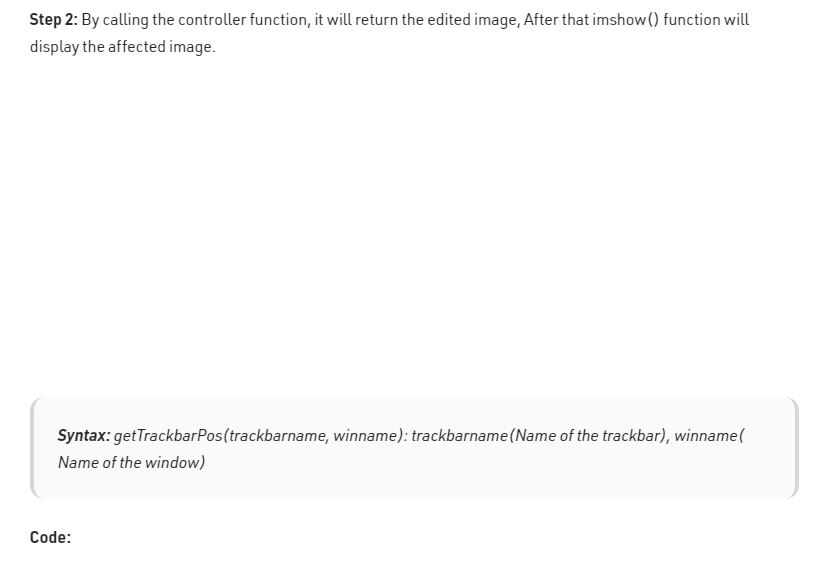 Step 2: By calling the controller function, it will return the edited image, After that imshow() function will
display the affected image.
Syntax: getTrackbarPos(trackbarname, winname): trackbarname(Name of the trackbar), winname(
Name of the window)
Code: